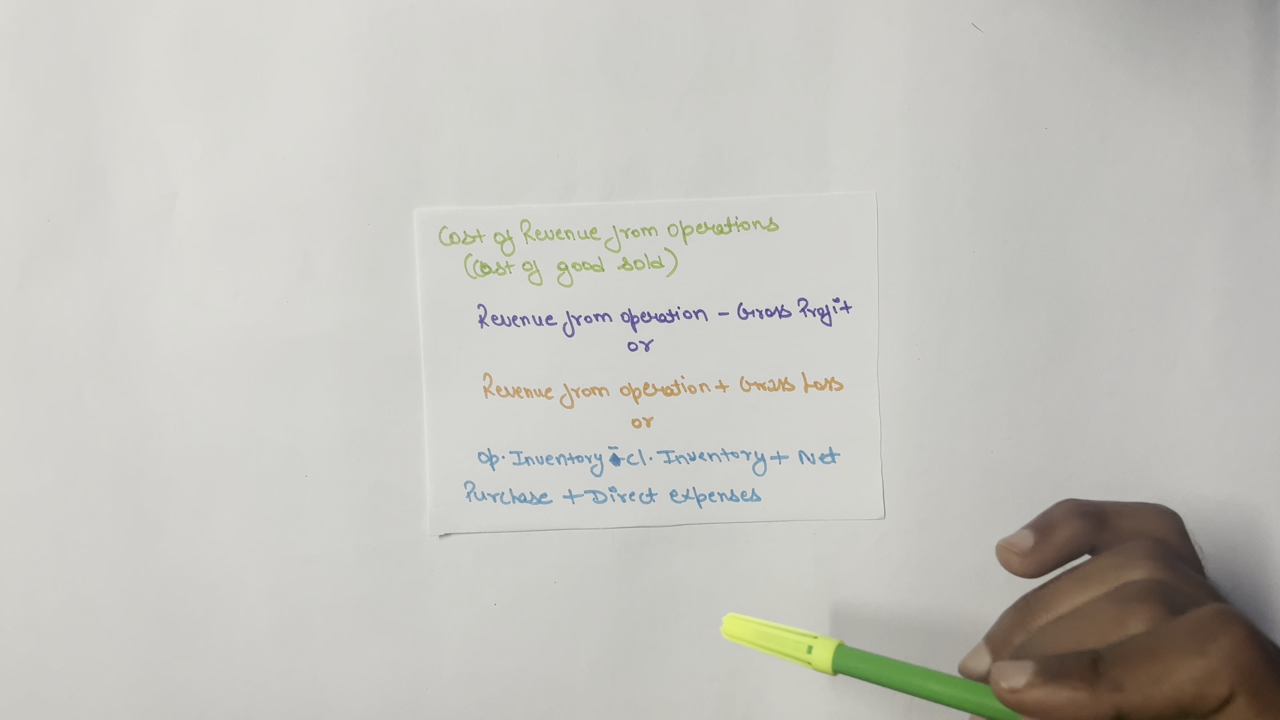 Cost of Revenue from operations
(Cost of good sold)
Revenue from operation - Gross Profit
or
Revenue from operation + Gross Loss
or
op. Inventory - cl. Inventory + Net
Purchase + Direct expenses